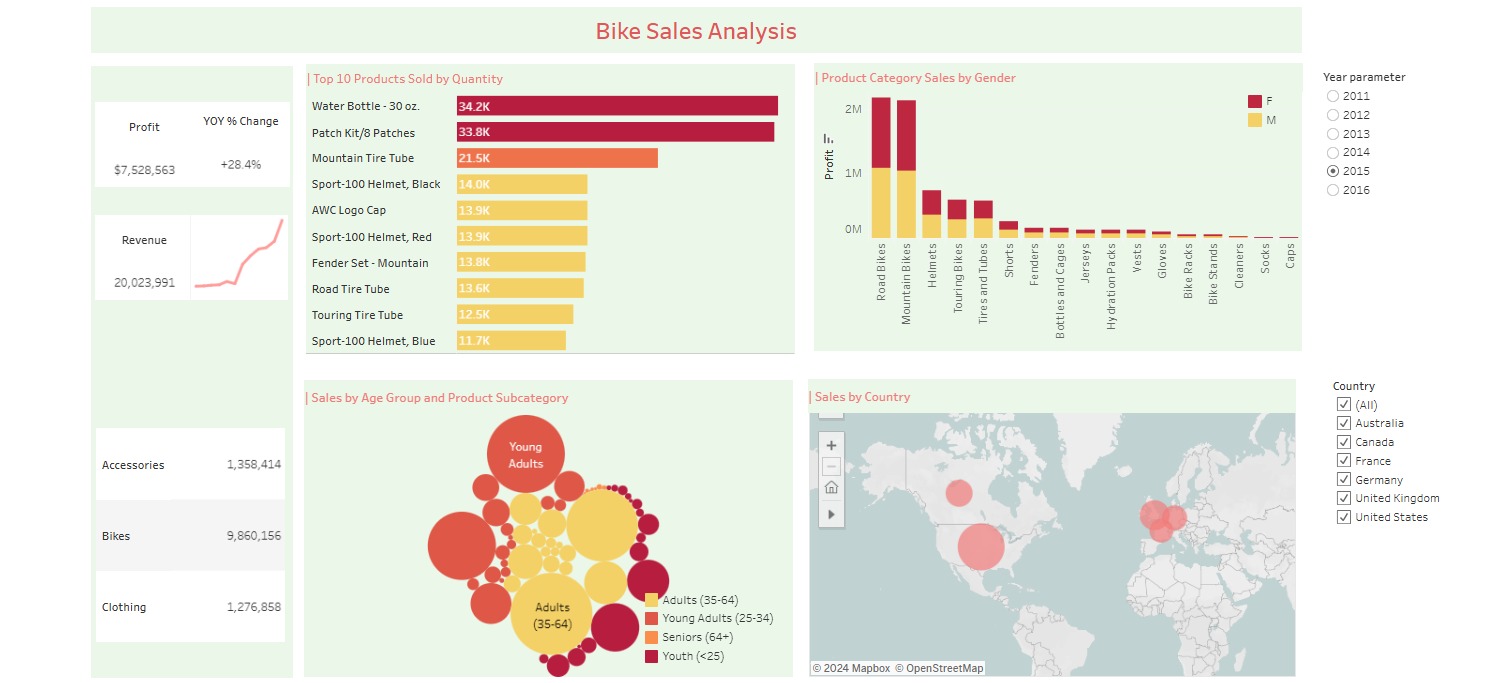 Bike Sales Analysis
Profit
YOY % Change
$7,528,563
+28.4%
Revenue
20,023,991
Accessories 1,358,414
Bikes 9,860,156
Clothing 1,276,858
| Top 10 Products Sold by Quantity
Water Bottle - 30 oz. 34.2K
Patch Kit/8 Patches 33.8K
Mountain Tire Tube 21.5K
Sport-100 Helmet, Black 14.0K
AWC Logo Cap 13.9K
Sport-100 Helmet, Red 13.9K
Fender Set - Mountain 13.8K
Road Tire Tube 13.6K
Touring Tire Tube 12.5K
Sport-100 Helmet, Blue 11.7K
| Product Category Sales by Gender
F
M
Profit
2M
1M
0M
Road Bikes
Mountain Bikes
Helmets
Touring Bikes
Tires and Tubes
Shorts
Fenders
Bottles and Cages
Jerseys
Hydration Packs
Vests
Gloves
Bike Racks
Bike Stands
Cleaners
Socks
Caps
Year parameter
2011
2012
2013
2014
2015
2016
| Sales by Age Group and Product Subcategory
Young
Adults
Adults
(35-64)
Adults (35-64)
Young Adults (25-34)
Seniors (64+)
Youth (<25)
| Sales by Country
© 2024 Mapbox © OpenStreetMap
Country
(All)
Australia
Canada
France
Germany
United Kingdom
United States